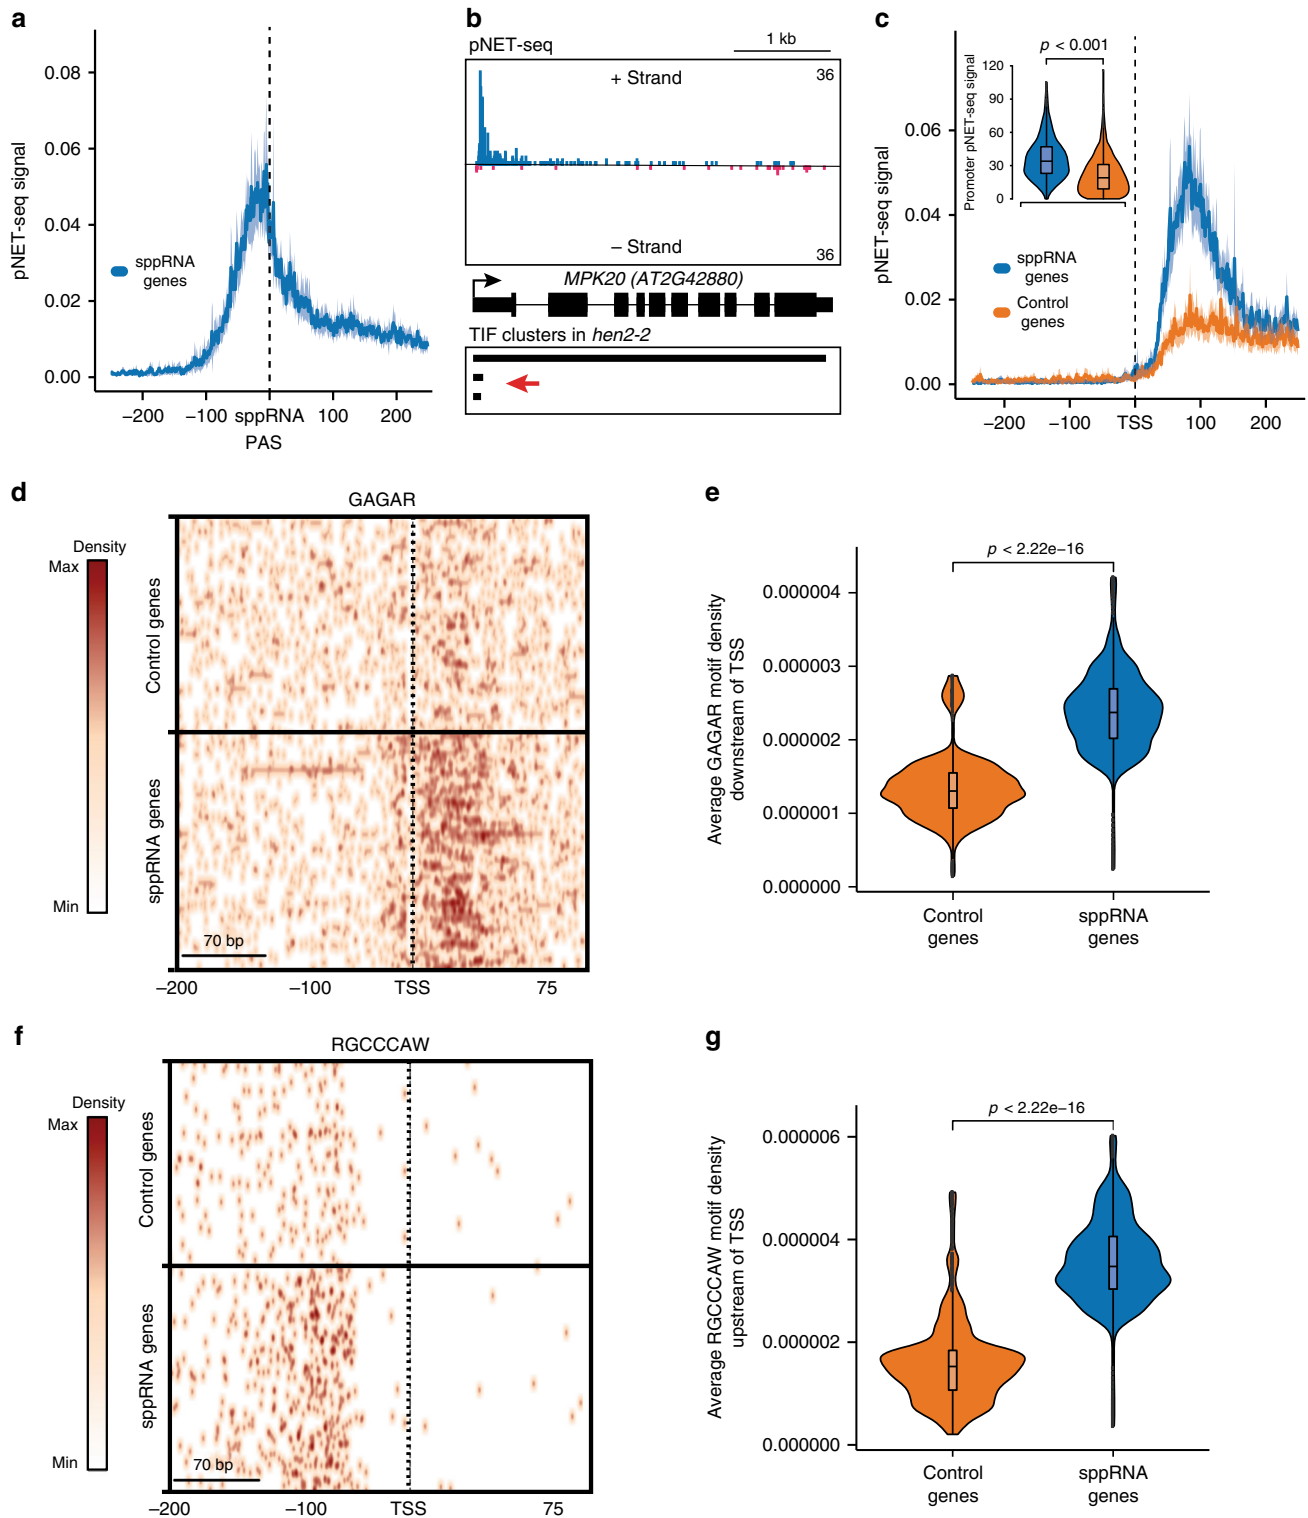 a
pNET-seq signal
0.08
0.06
0.04
0.02
0.00
sppRNA
genes
−200
−100
sppRNA
PAS
100
200
b
pNET-seq
1 kb
+ Strand
36
− Strand
36
MPK20 (AT2G42880)
TIF clusters in hen2-2
c
pNET-seq signal
0.06
0.04
0.02
0.00
p < 0.001
Promoter pNET-seq signal
120
90
60
30
0
sppRNA
genes
Control
genes
−200
−100
TSS
100
200
d
GAGAR
Density
Max
Min
Control genes
sppRNA genes
70 bp
−200
−100
TSS
75
e
p < 2.22e−16
Average GAGAR motif density
downstream of TSS
0.000004
0.000003
0.000002
0.000001
0.000000
Control
genes
sppRNA
genes
f
RGCCCAW
Density
Max
Min
Control genes
sppRNA genes
70 bp
−200
−100
TSS
75
g
p < 2.22e−16
Average RGCCCAW motif density
upstream of TSS
0.000006
0.000004
0.000002
0.000000
Control
genes
sppRNA
genes